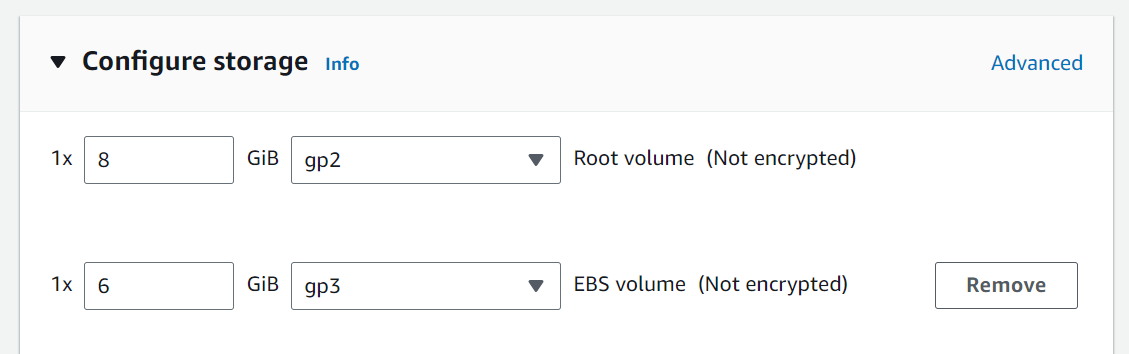 Configure storage Info Advanced
1x 8 GiB gp2 Root volume (Not encrypted)
1x 6 GiB gp3 EBS volume (Not encrypted) Remove